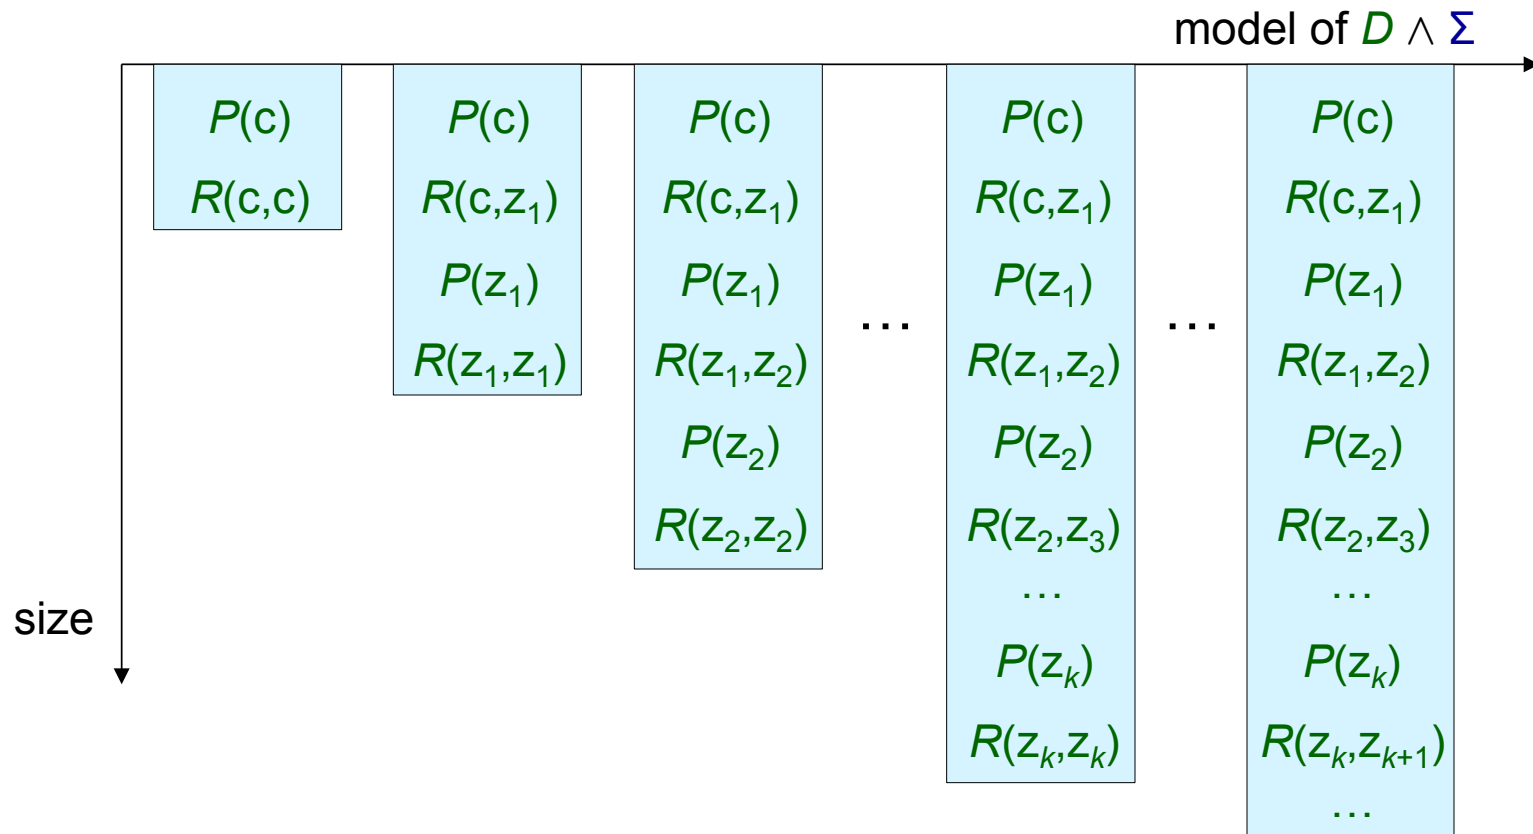 model of D ∧ Σ
P(c) P(c) P(c) P(c) P(c)
R(c,c) R(c,z₁) R(c,z₁) R(c,z₁) R(c,z₁)
P(z₁) P(z₁) P(z₁) P(z₁)
… …
R(z₁,z₁) R(z₁,z₂) R(z₁,z₂) R(z₁,z₂)
P(z₂) P(z₂) P(z₂)
R(z₂,z₂) R(z₂,z₃) R(z₂,z₃)
… …
size
P(zₖ) P(zₖ)
R(zₖ,zₖ) R(zₖ,zₖ₊₁)
…